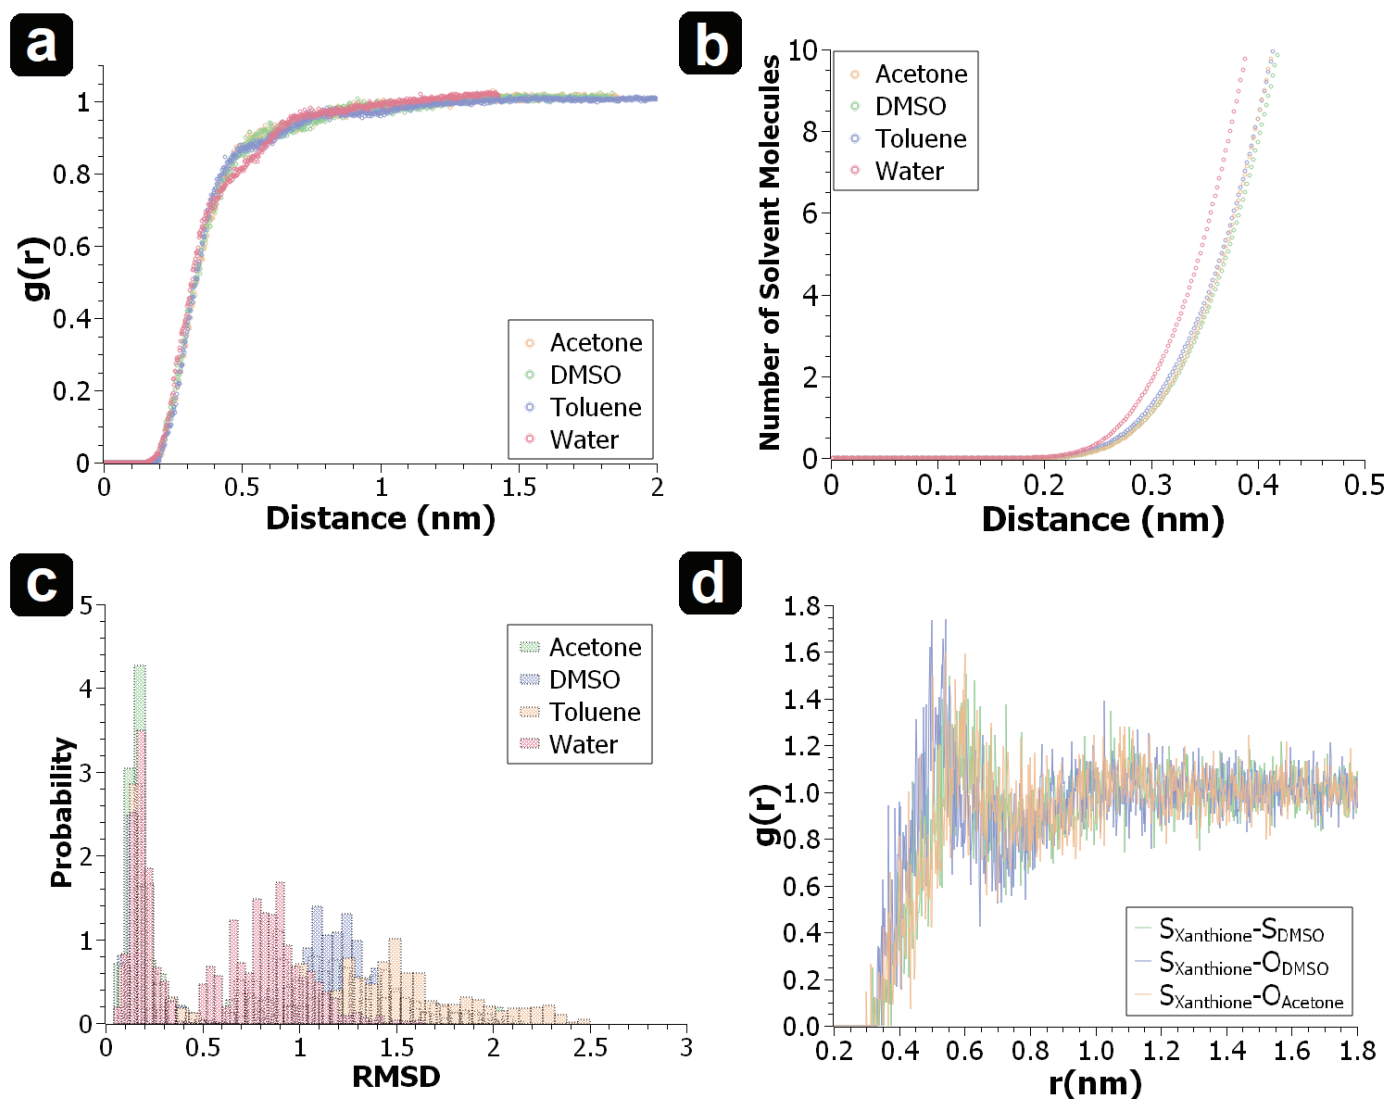 a
1
0.8
0.6
0.4
0.2
0
g(r)
0
0.5
1
1.5
2
Distance (nm)
Acetone
DMSO
Toluene
Water
b
10
8
6
4
2
0
Number of Solvent Molecules
0
0.1
0.2
0.3
0.4
0.5
Distance (nm)
Acetone
DMSO
Toluene
Water
c
5
4
3
2
1
0
Probability
0
0.5
1
1.5
2
2.5
3
RMSD
Acetone
DMSO
Toluene
Water
d
1.8
1.6
1.4
1.2
1.0
0.8
0.6
0.4
0.2
0.0
g(r)
0.2
0.4
0.6
0.8
1.0
1.2
1.4
1.6
1.8
r(nm)
SXanthione-SDMSO
SXanthione-ODMSO
SXanthione-OAcetone